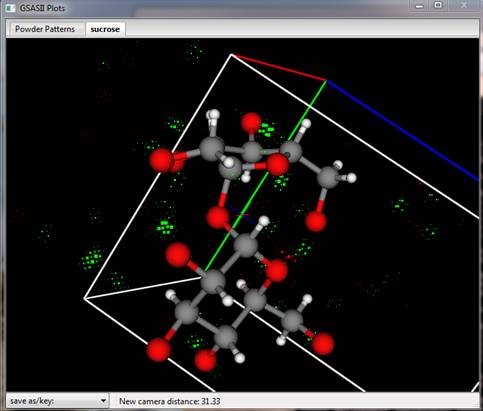 GSASII Plots
Powder Patterns sucrose
save as/key: New camera distance: 31.33